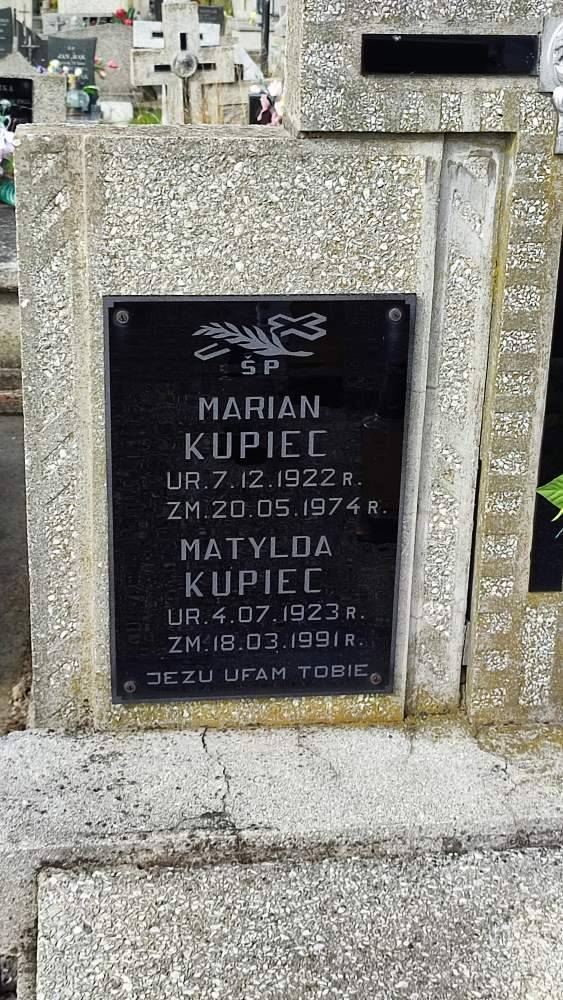 ŚP
MARIAN
KUPIEC
UR. 7.12.1922 R.
ZM. 20.05.1974 R.
MATYLDA
KUPIEC
UR. 4.07.1923 R.
ZM. 18.03.1991 R.
JEZU UFAM TOBIE